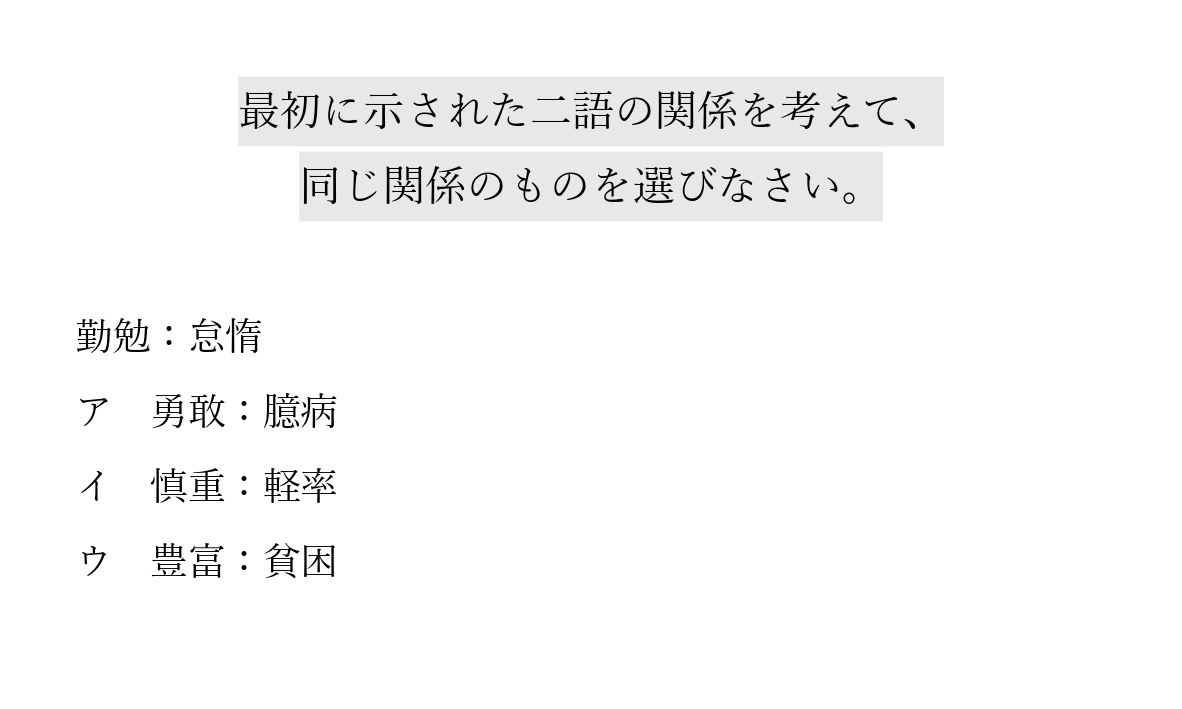 最初に示された二語の関係を考えて、
同じ関係のものを選びなさい。
勤勉：怠惰
ア　勇敢：臆病
イ　慎重：軽率
ウ　豊富：貧困